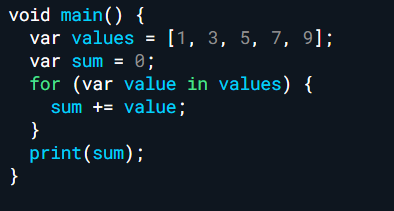 void main() {
  var values = [1, 3, 5, 7, 9];
  var sum = 0;
  for (var value in values) {
    sum += value;
  }
  print(sum);
}